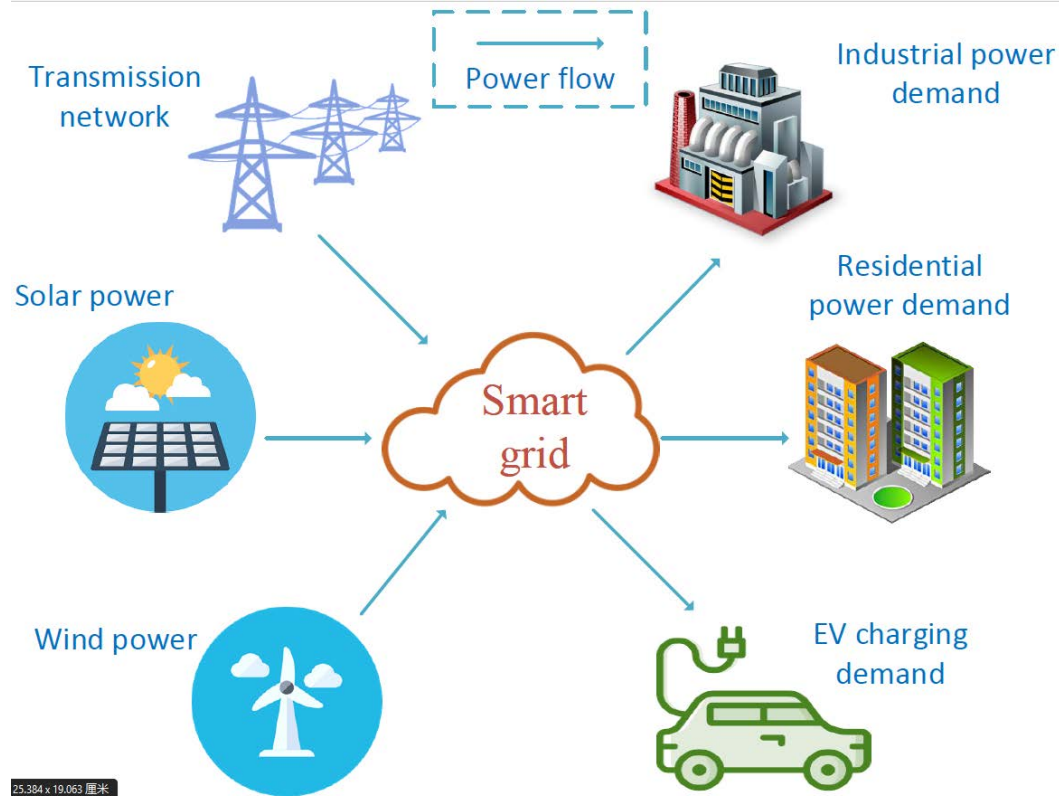 Transmission
network
Power flow
Industrial power
demand
Solar power
Residential
power demand
Smart
grid
Wind power
EV charging
demand
25.384 x 19.063 厘米